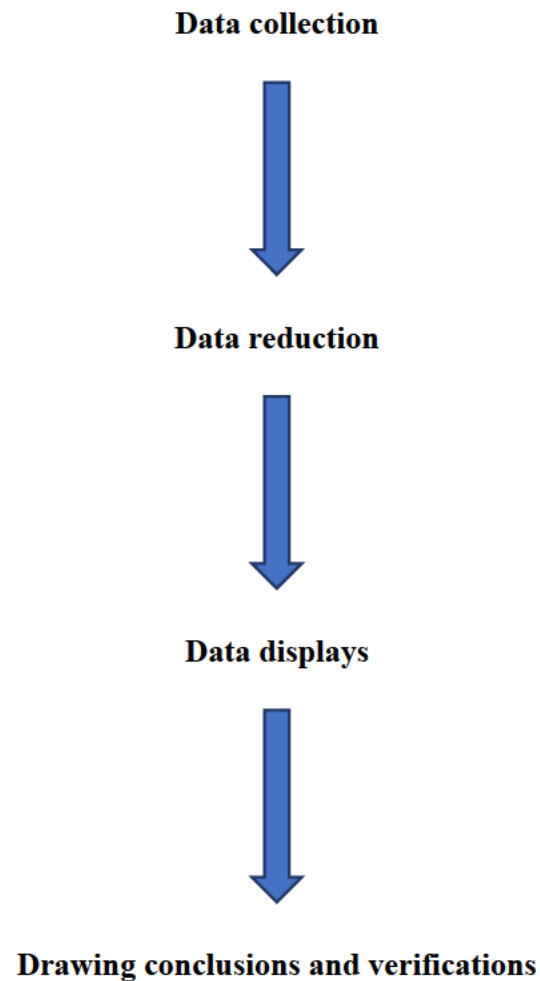 Data collection
Data reduction
Data displays
Drawing conclusions and verifications